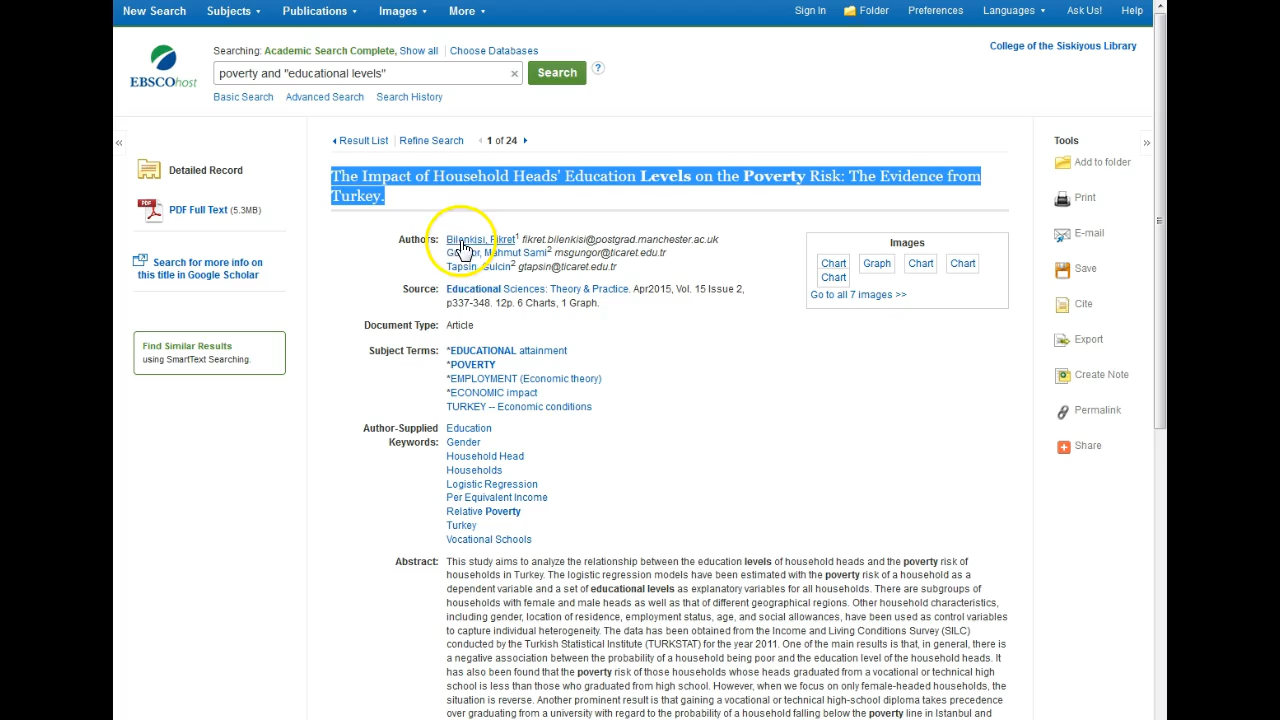 New Search Subjects Publications Images More Sign In Folder Preferences Languages Ask Us! Help
Searching: Academic Search Complete, Show all Choose Databases
College of the Siskiyous Library
EBSCOhost
poverty and "educational levels" × Search ?
Basic Search Advanced Search Search History
« Result List Refine Search 1 of 24 Tools »
Detailed Record
PDF Full Text (5.3MB)
Search for more info on
this title in Google Scholar
Find Similar Results
using SmartText Searching.
The Impact of Household Heads' Education Levels on the Poverty Risk: The Evidence from
Turkey.
Authors: Bilenkisi, Fikret1 fikret.bilenkisi@postgrad.manchester.ac.uk
Mahmut Sami2 msgungor@ticaret.edu.tr
Tapsin, Gulcin2 gtapsin@ticaret.edu.tr
Source: Educational Sciences: Theory & Practice. Apr2015, Vol. 15 Issue 2,
p337-348. 12p. 6 Charts, 1 Graph.
Document Type: Article
Subject Terms: *EDUCATIONAL attainment
*POVERTY
*EMPLOYMENT (Economic theory)
*ECONOMIC impact
TURKEY -- Economic conditions
Author-Supplied
Keywords:
Education
Gender
Household Head
Households
Logistic Regression
Per Equivalent Income
Relative Poverty
Turkey
Vocational Schools
Abstract: This study aims to analyze the relationship between the education levels of household heads and the poverty risk of
households in Turkey. The logistic regression models have been estimated with the poverty risk of a household as a
dependent variable and a set of educational levels as explanatory variables for all households. There are subgroups of
households with female and male heads as well as that of different geographical regions. Other household characteristics,
including gender, location of residence, employment status, age, and social allowances, have been used as control variables
to capture individual heterogeneity. The data has been obtained from the Income and Living Conditions Survey (SILC)
conducted by the Turkish Statistical Institute (TURKSTAT) for the year 2011. One of the main results is that, in general, there is
a negative association between the probability of a household being poor and the education level of the household heads. It
has also been found that the poverty risk of those households whose heads graduated from a vocational or technical high
school is less than those who graduated from high school. However, when we focus on only female-headed households, the
situation is reverse. Another prominent result is that gaining a vocational or technical high-school diploma takes precedence
over graduating from a university with regard to the probability of a household falling below the poverty line in Istanbul and
Images
Chart Graph Chart Chart
Chart
Go to all 7 images >>
Add to folder
Print
E-mail
Save
Cite
Export
Create Note
Permalink
Share